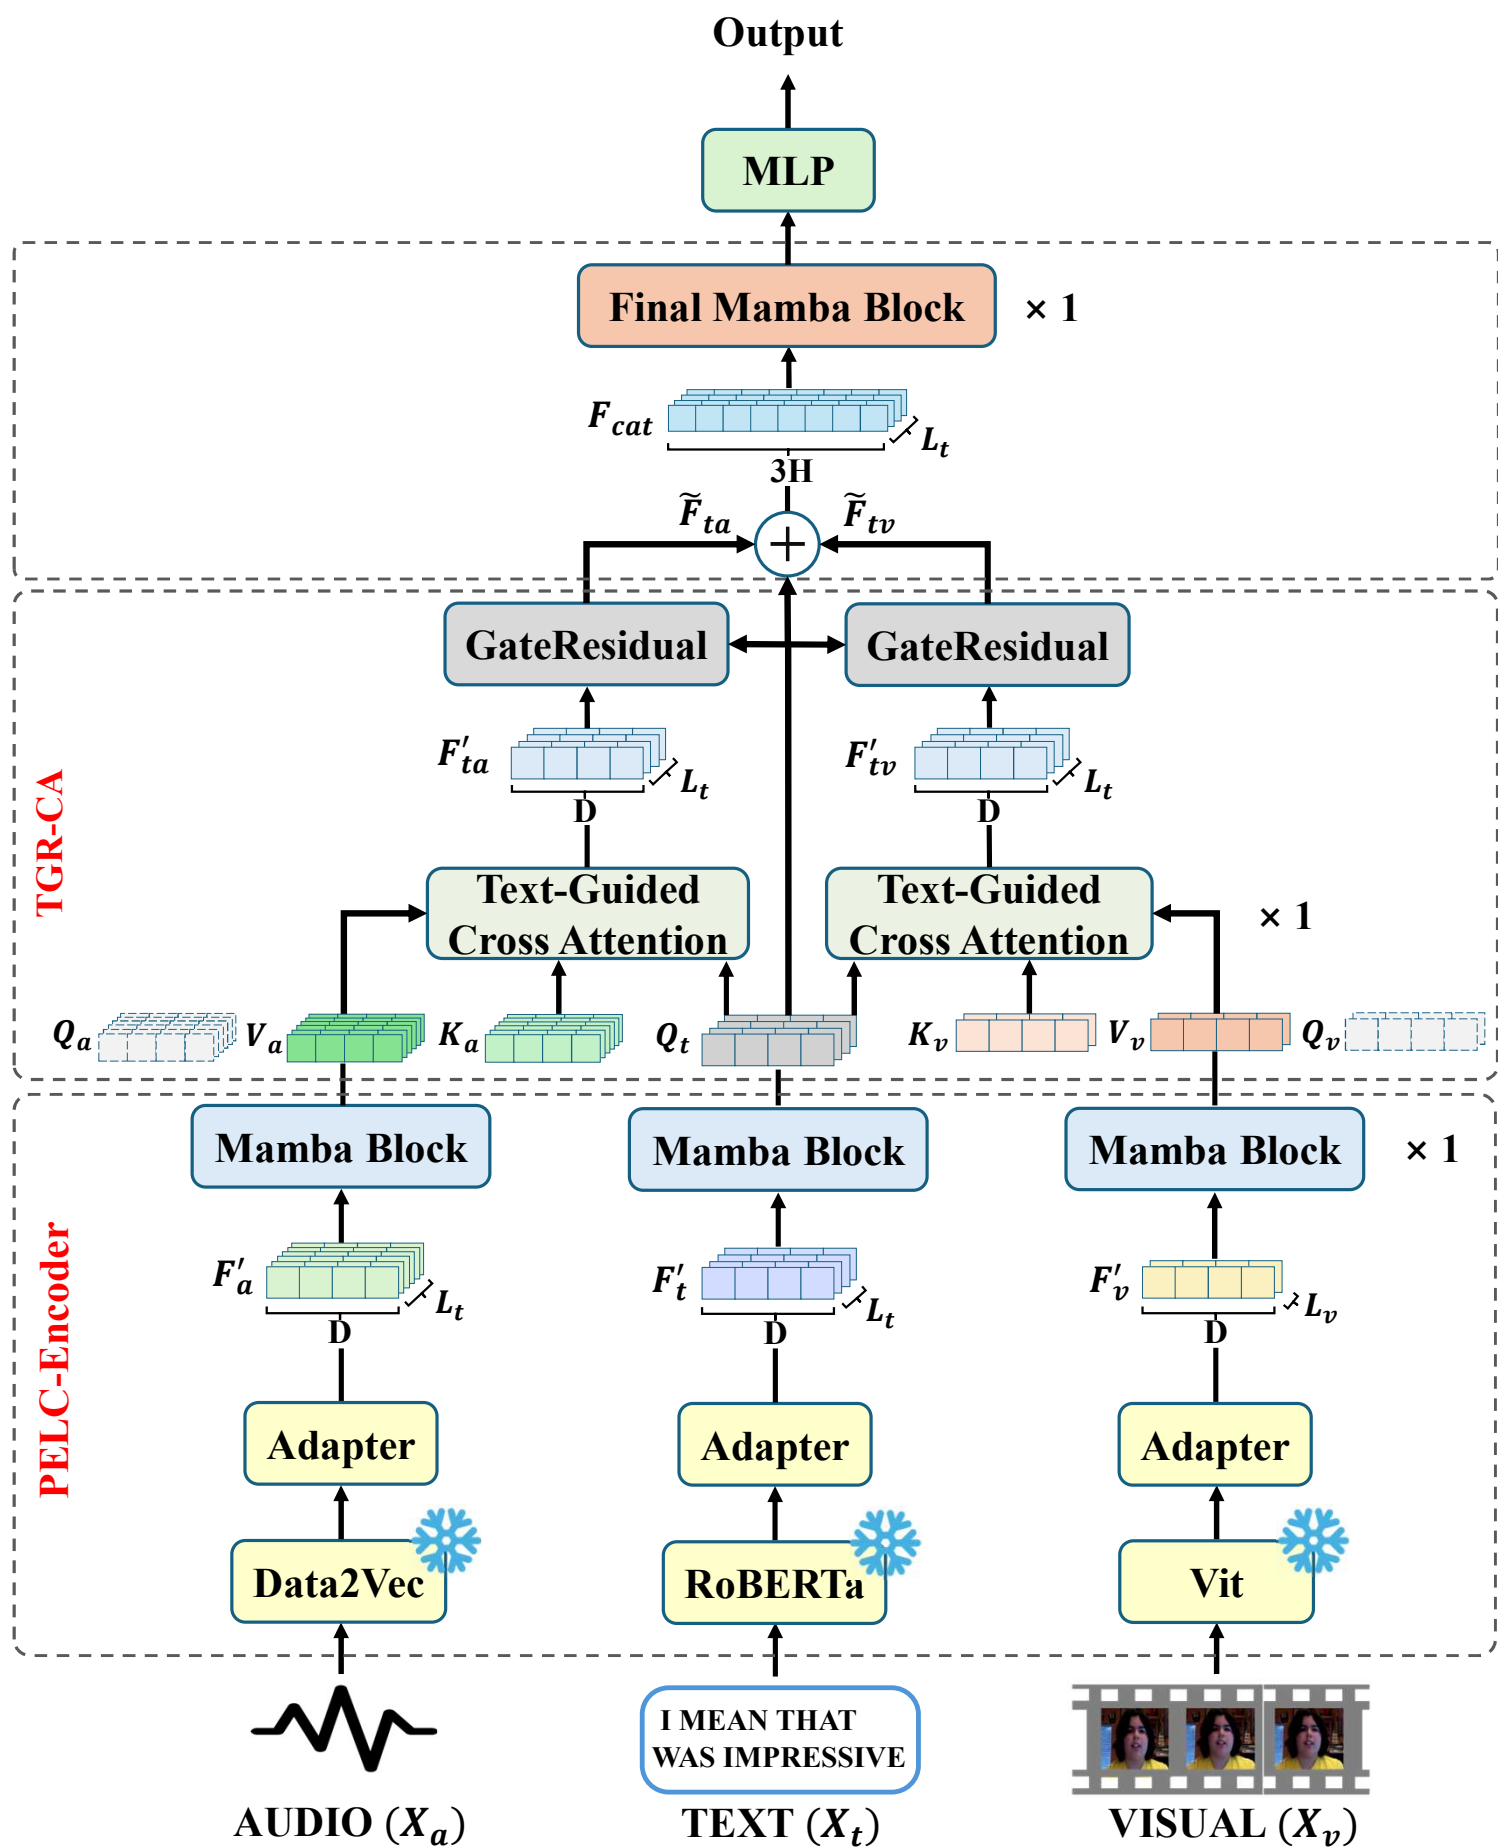 Output
MLP
Final Mamba Block × 1
F_cat
L_t
3H
F̃_ta
F̃_tv
+
GateResidual
GateResidual
F′_ta
L_t
D
F′_tv
L_t
D
TGR-CA
Text-Guided
Cross Attention
Text-Guided
Cross Attention
× 1
Q_a
V_a
K_a
Q_t
K_v
V_v
Q_v
Mamba Block
Mamba Block
Mamba Block
× 1
PELC-Encoder
F′_a
L_t
D
F′_t
L_t
D
F′_v
L_v
D
Adapter
Adapter
Adapter
Data2Vec
RoBERTa
Vit
I MEAN THAT
WAS IMPRESSIVE
AUDIO (X_a)
TEXT (X_t)
VISUAL (X_v)